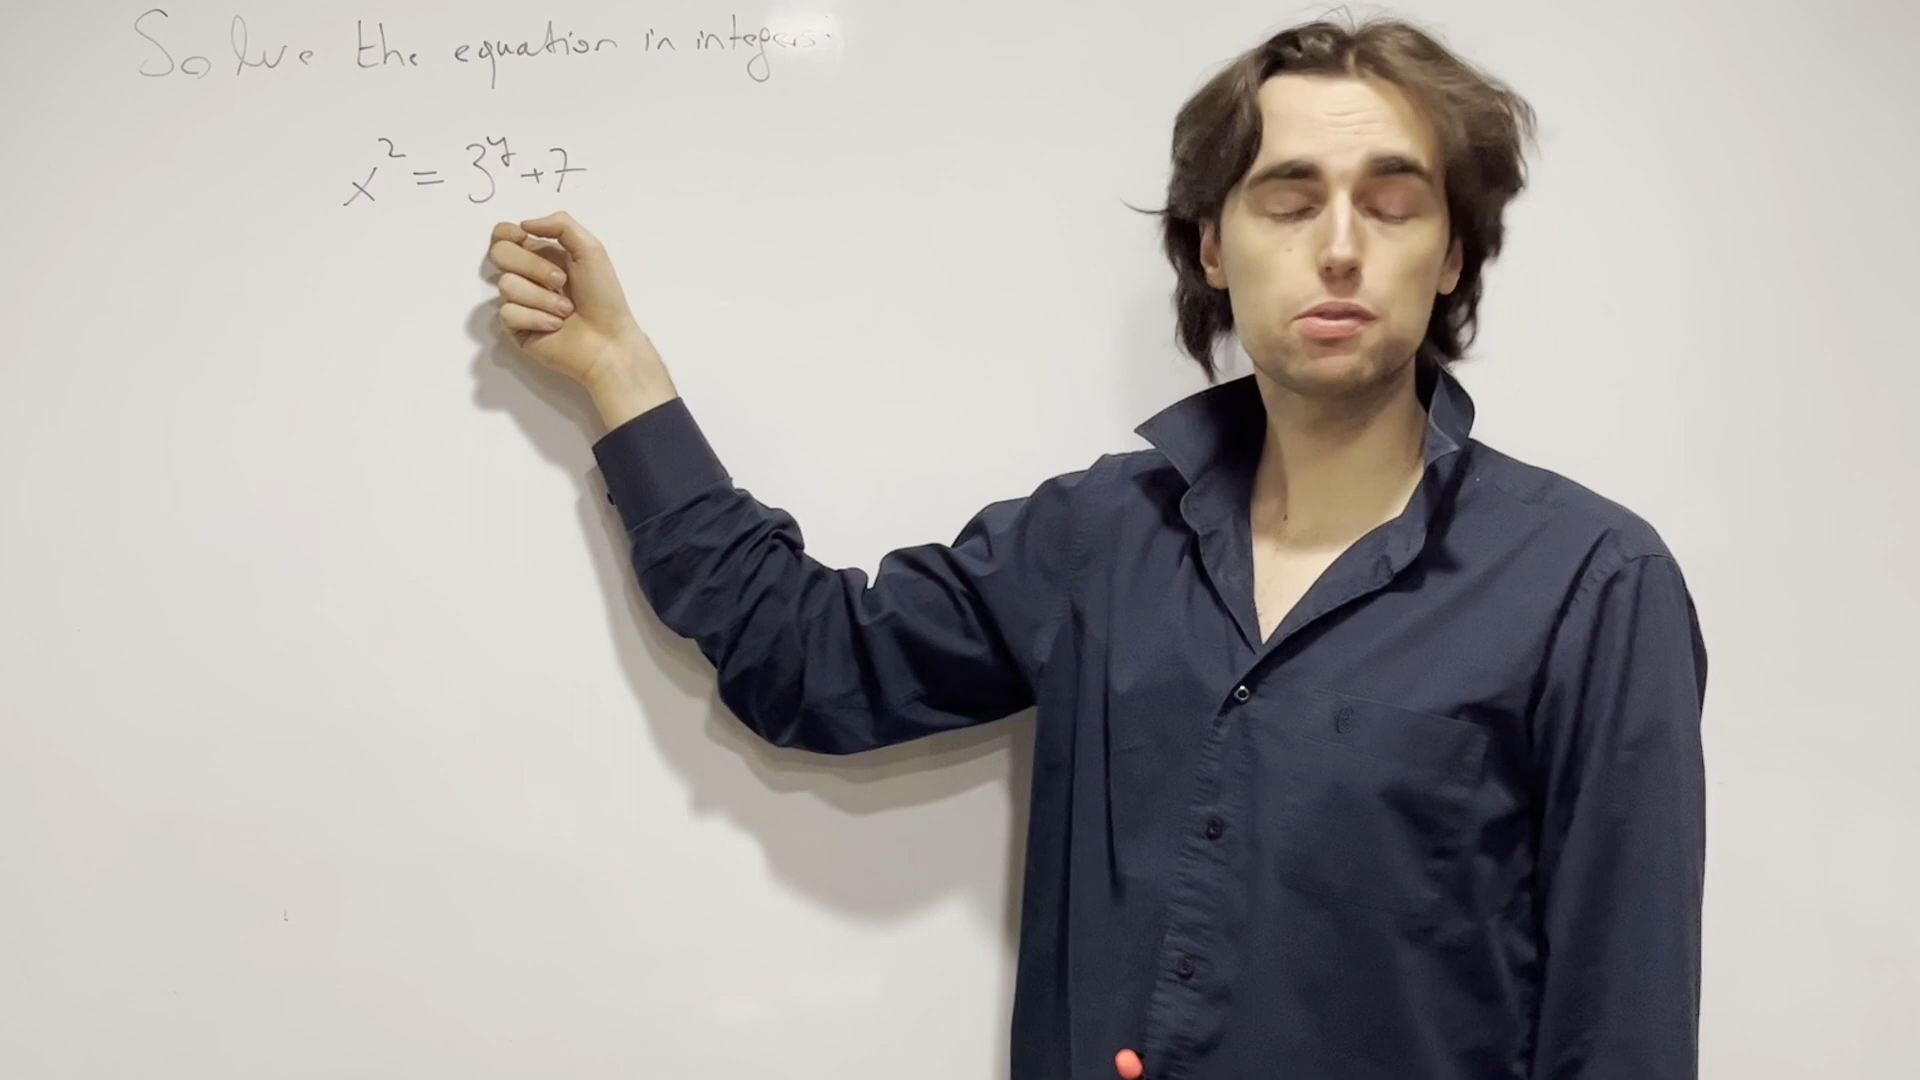 Solve the equation in integers.
x² = 3ʸ + 7